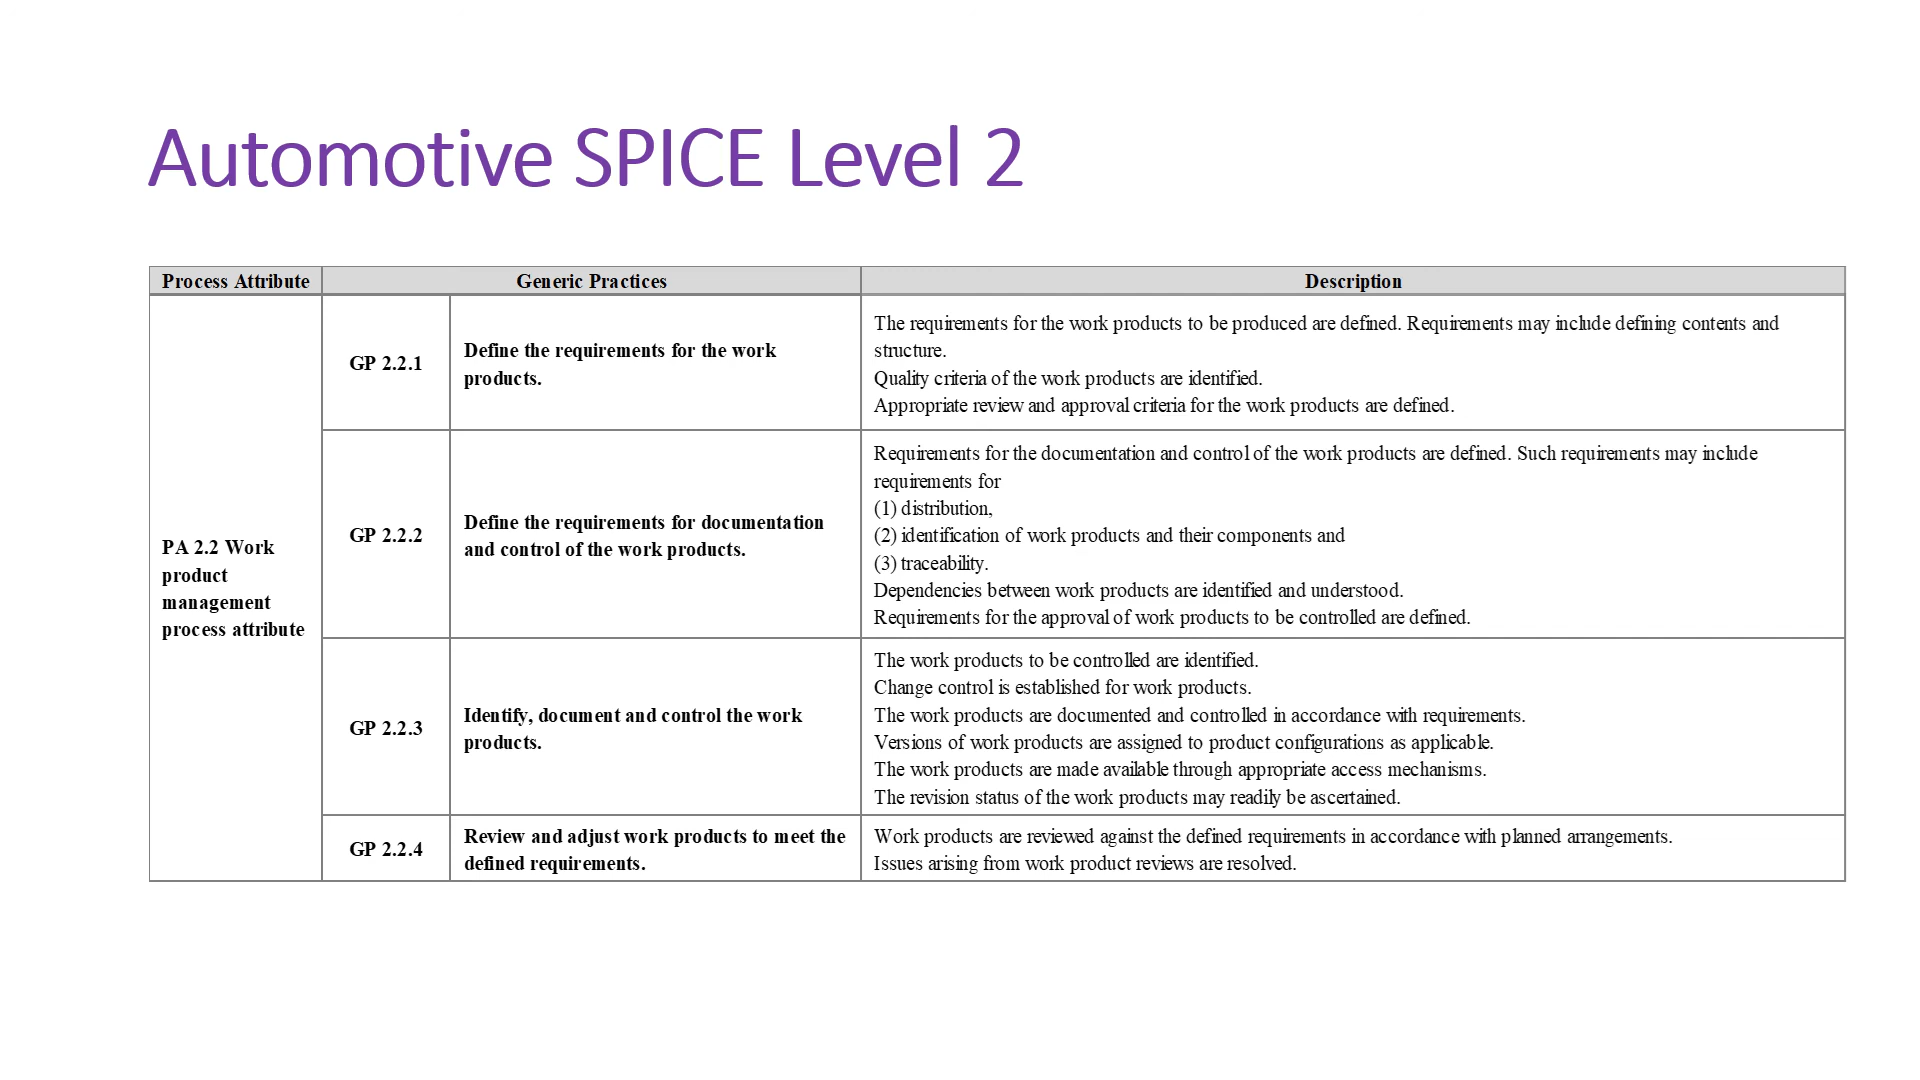 Automotive SPICE Level 2
Process Attribute
Generic Practices
Description
PA 2.2 Work
product
management
process attribute
GP 2.2.1
Define the requirements for the work
products.
The requirements for the work products to be produced are defined. Requirements may include defining contents and
structure.
Quality criteria of the work products are identified.
Appropriate review and approval criteria for the work products are defined.
GP 2.2.2
Define the requirements for documentation
and control of the work products.
Requirements for the documentation and control of the work products are defined. Such requirements may include
requirements for
(1) distribution,
(2) identification of work products and their components and
(3) traceability.
Dependencies between work products are identified and understood.
Requirements for the approval of work products to be controlled are defined.
GP 2.2.3
Identify, document and control the work
products.
The work products to be controlled are identified.
Change control is established for work products.
The work products are documented and controlled in accordance with requirements.
Versions of work products are assigned to product configurations as applicable.
The work products are made available through appropriate access mechanisms.
The revision status of the work products may readily be ascertained.
GP 2.2.4
Review and adjust work products to meet the
defined requirements.
Work products are reviewed against the defined requirements in accordance with planned arrangements.
Issues arising from work product reviews are resolved.